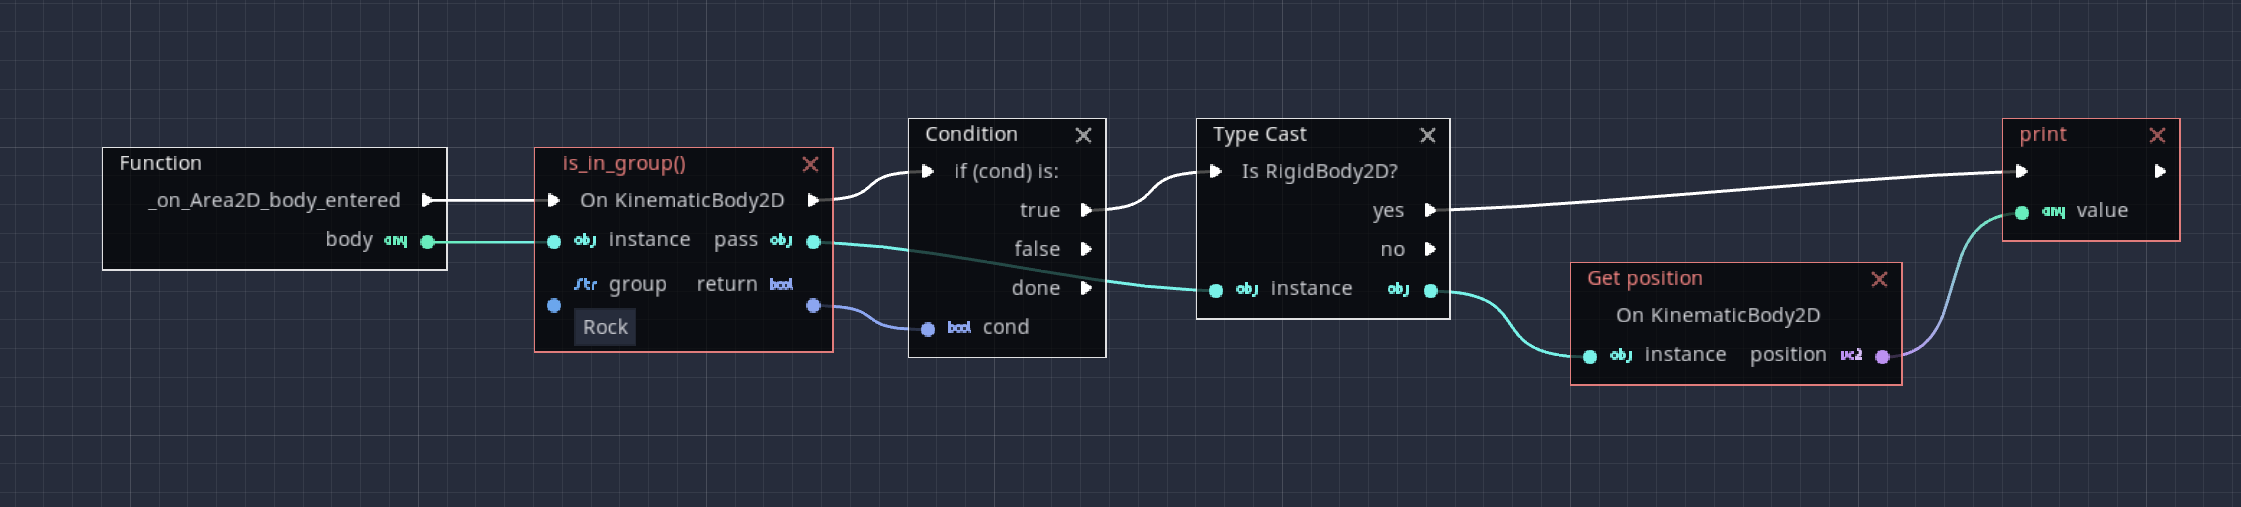 Function
_on_Area2D_body_entered
body any
is_in_group()
On KinematicBody2D
obj instance pass obj
str group return bool
Rock
Condition
if (cond) is:
true
false
done
bool cond
Type Cast
Is RigidBody2D?
yes
no
obj instance obj
Get position
On KinematicBody2D
obj instance position vc2
print
any value